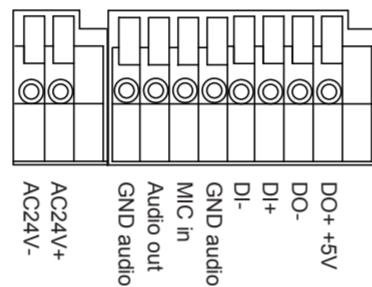 AC24V-
AC24V+
GND audio
Audio out
MIC in
GND audio
DI-
DI+
DO-
DO+ +5V